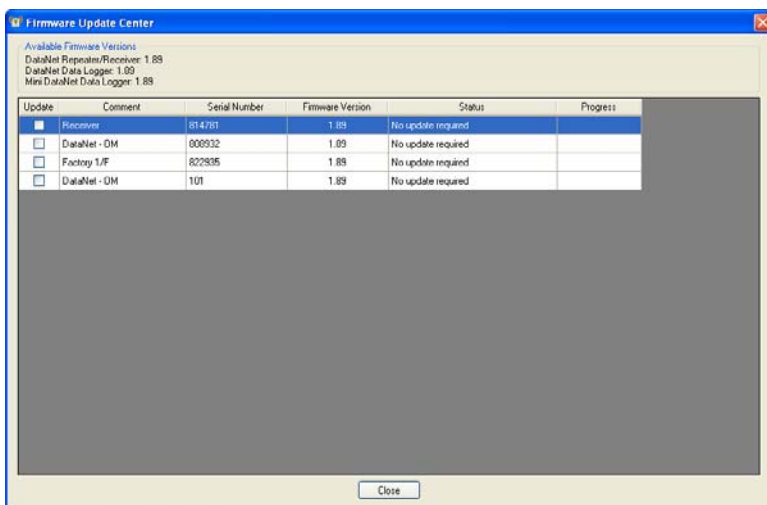 Firmware Update Center
Available Firmware Versions
DataNet Repeater/Receiver: 1.89
DataNet Data Logger: 1.89
Mini DataNet Data Logger: 1.89
Update Comment Serial Number Firmware Version Status Progress
Receiver 814781 1.89 No update required
DataNet - OM 808932 1.89 No update required
Factory 1/F 822935 1.89 No update required
DataNet - OM 101 1.89 No update required
Close